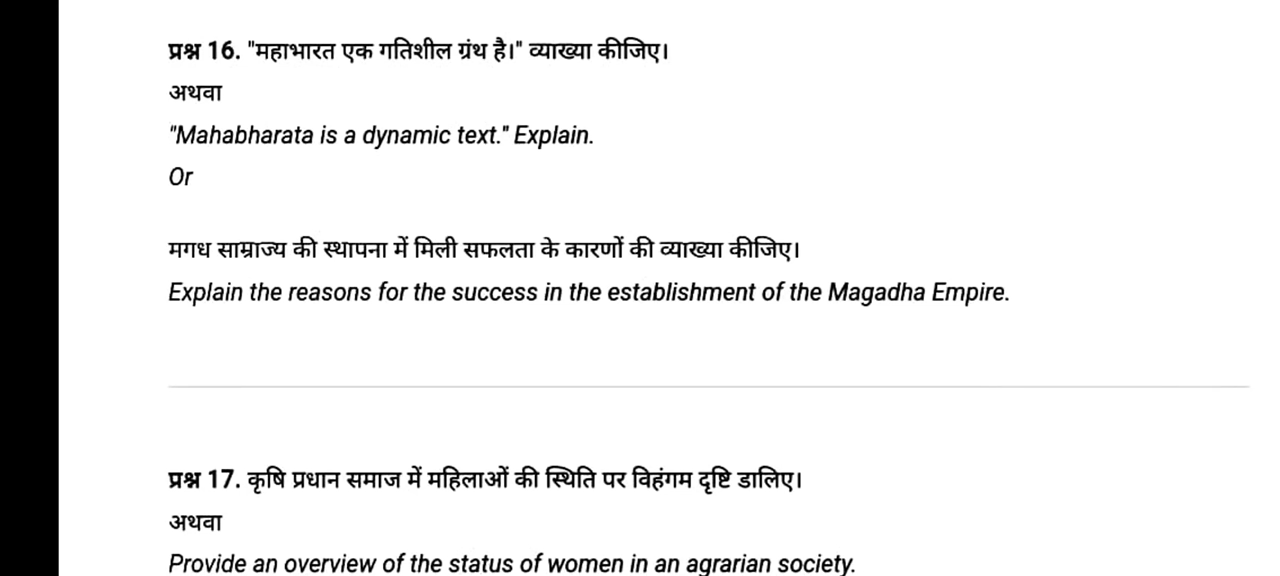 प्रश्न 16. "महाभारत एक गतिशील ग्रंथ है।" व्याख्या कीजिए।
अथवा
"Mahabharata is a dynamic text." Explain.
Or
मगध साम्राज्य की स्थापना में मिली सफलता के कारणों की व्याख्या कीजिए।
Explain the reasons for the success in the establishment of the Magadha Empire.
प्रश्न 17. कृषि प्रधान समाज में महिलाओं की स्थिति पर विहंगम दृष्टि डालिए।
अथवा
Provide an overview of the status of women in an agrarian society.